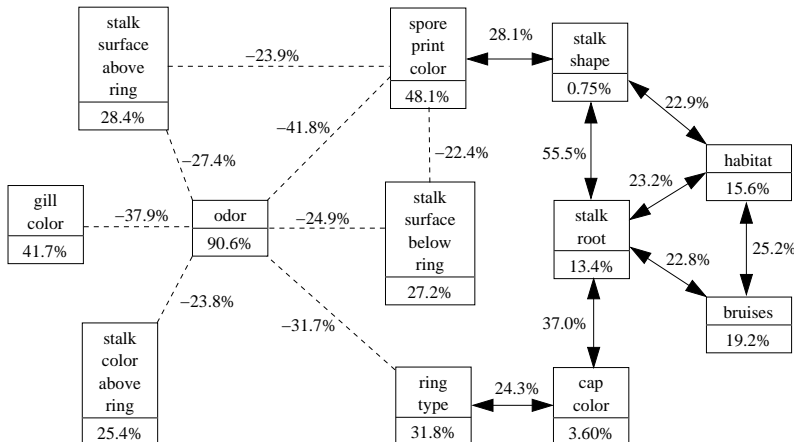 stalk
surface
above
ring
28.4%
−23.9%
spore
print
color
48.1%
28.1%
stalk
shape
0.75%
22.9%
−41.8%
−27.4%
−22.4%
55.5%
habitat
15.6%
gill
color
41.7%
−37.9%
odor
90.6%
−24.9%
stalk
surface
below
ring
27.2%
23.2%
stalk
root
13.4%
22.8%
25.2%
bruises
19.2%
−23.8%
−31.7%
37.0%
stalk
color
above
ring
25.4%
ring
type
31.8%
24.3%
cap
color
3.60%